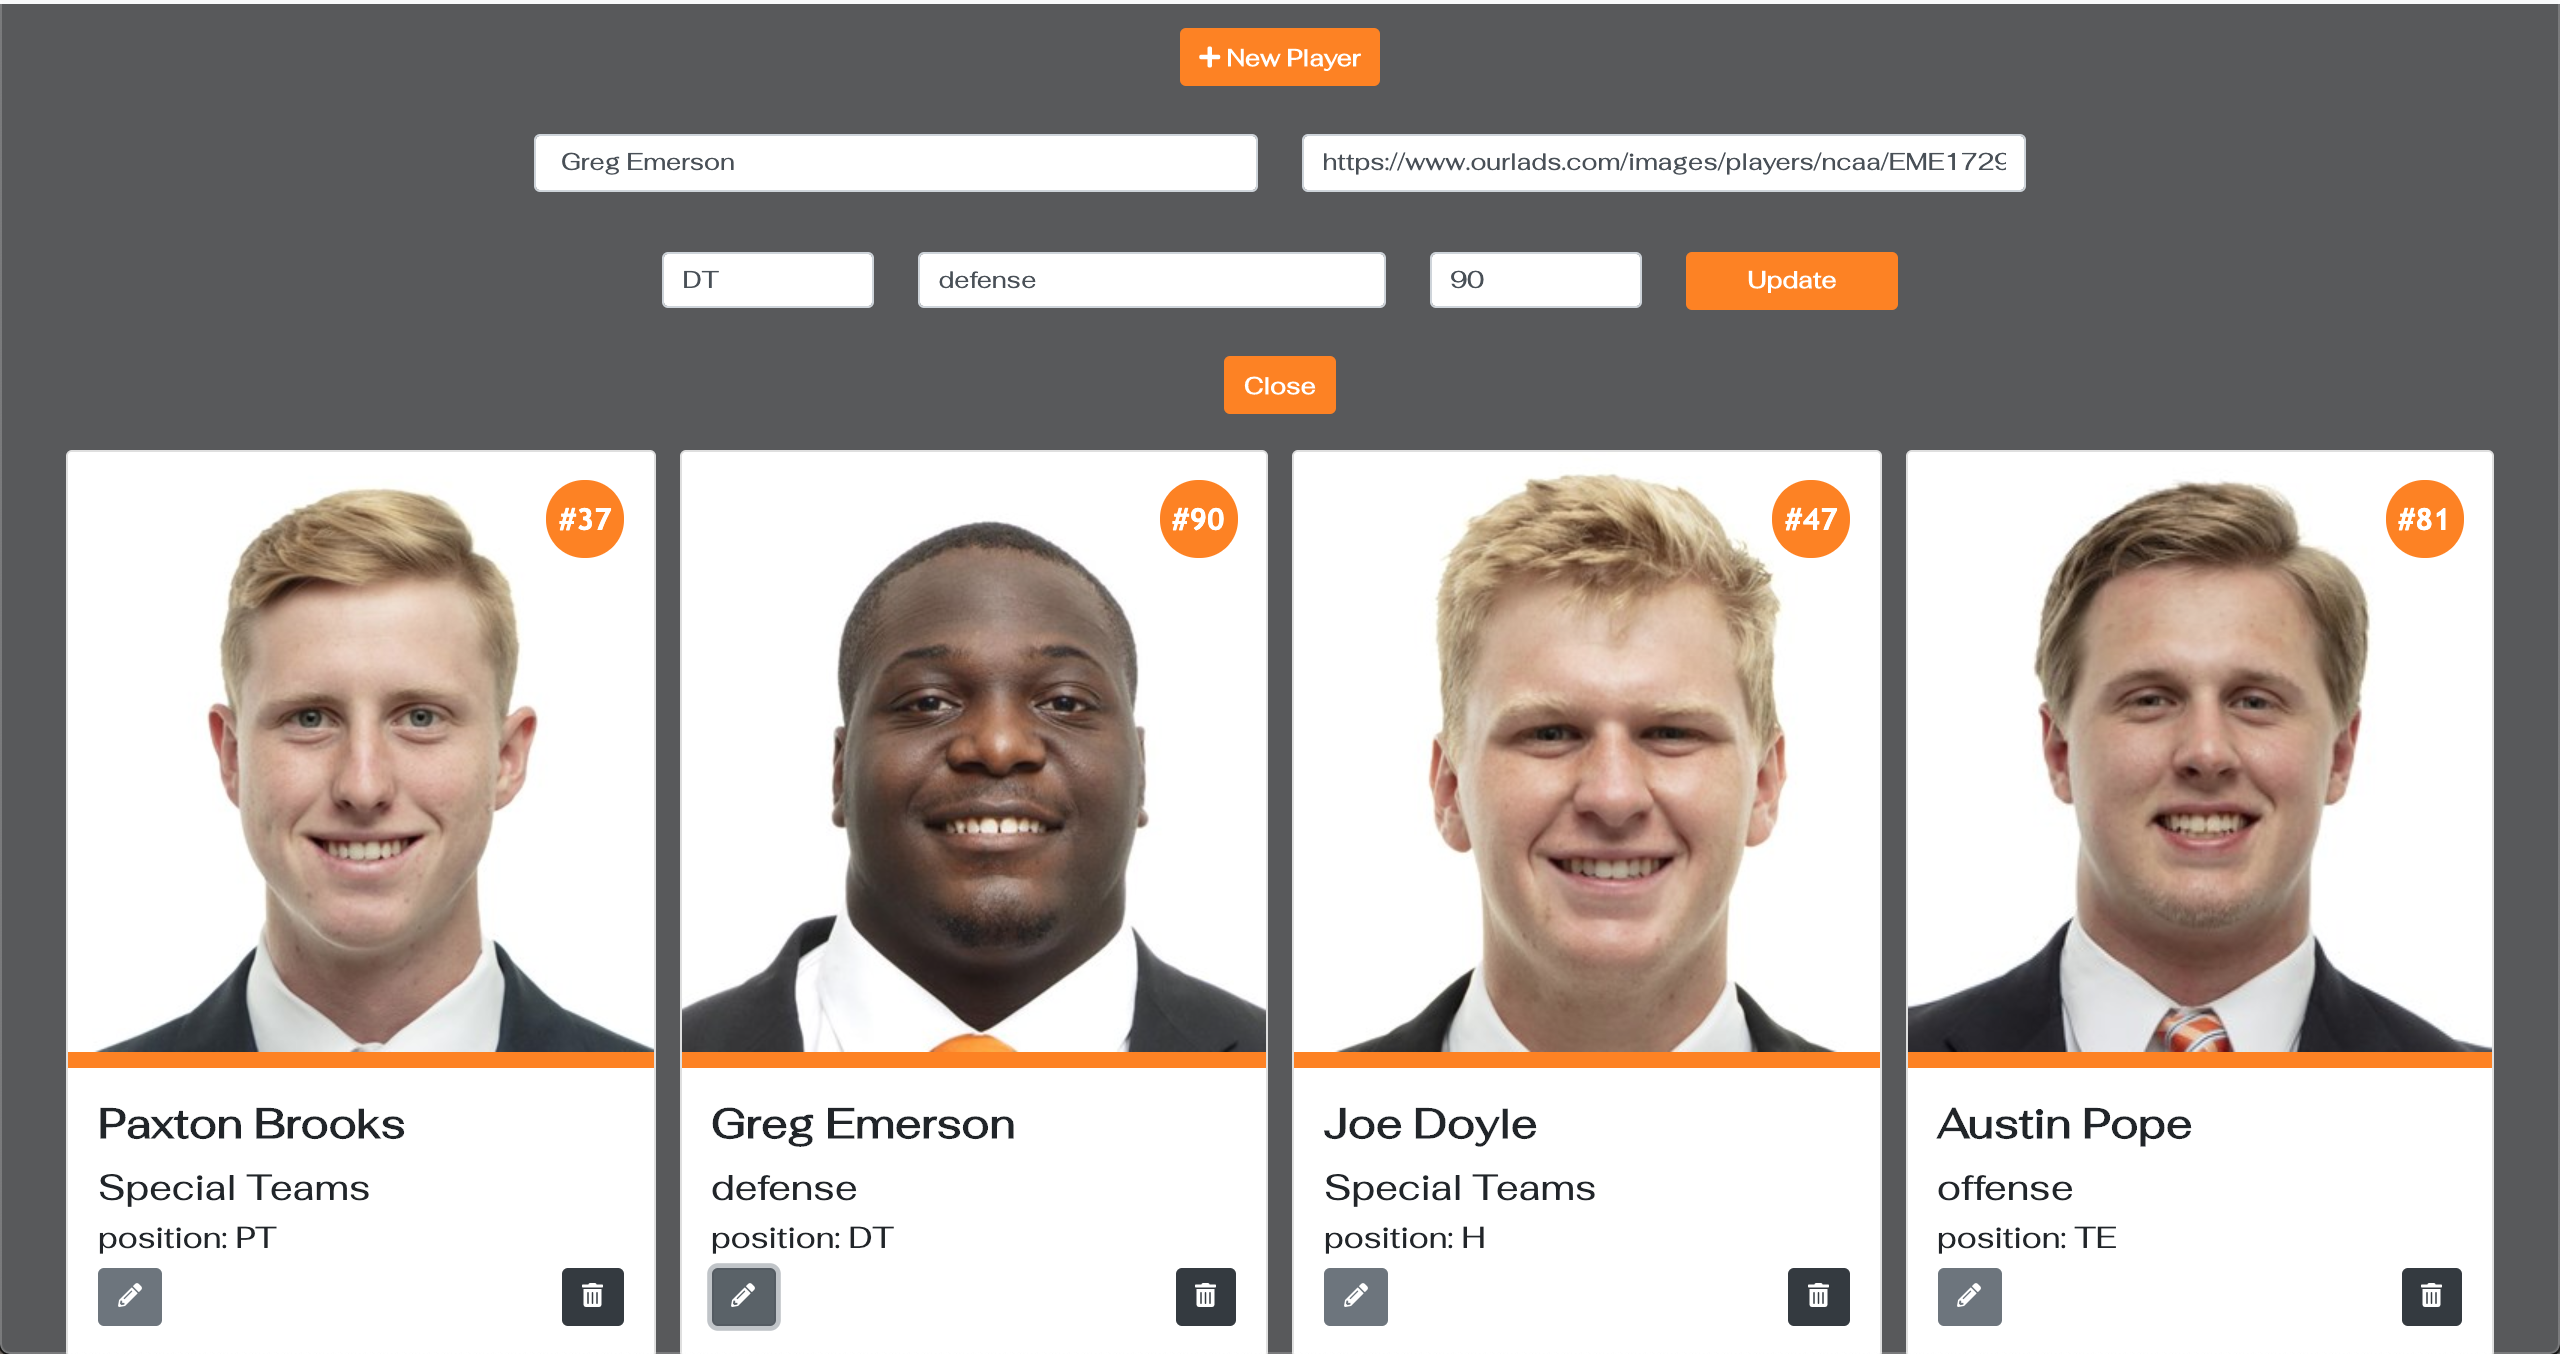 New Player
Greg Emerson
https://www.ourlads.com/images/players/ncaa/EME1729
DT
defense
90
Update
Close
#37
#90
#47
#81
Paxton Brooks
Special Teams
position: PT
Greg Emerson
defense
position: DT
Joe Doyle
Special Teams
position: H
Austin Pope
offense
position: TE